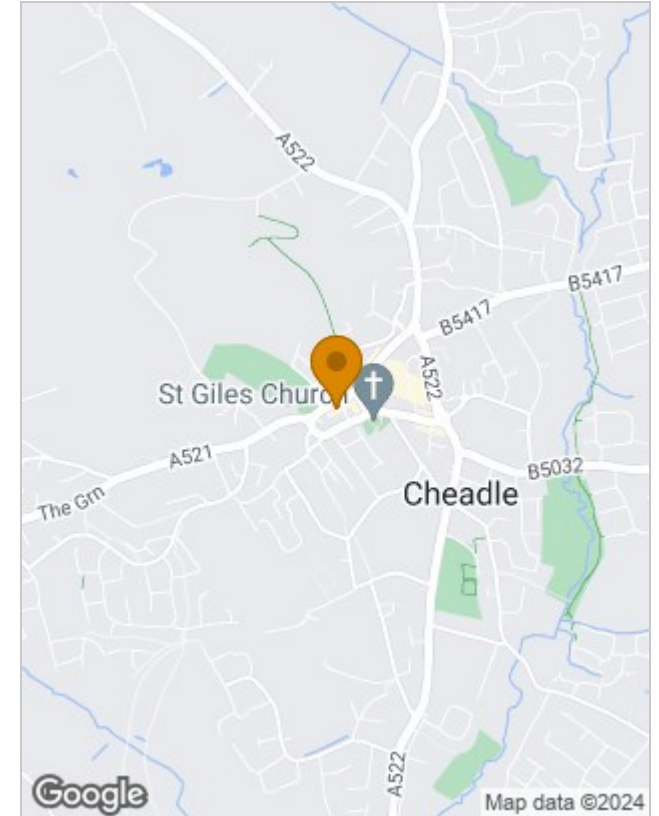 A522
B5417
B5417
A522
St Giles Church
A521
B5032
The Grn
Cheadle
A522
Google
Map data ©2024